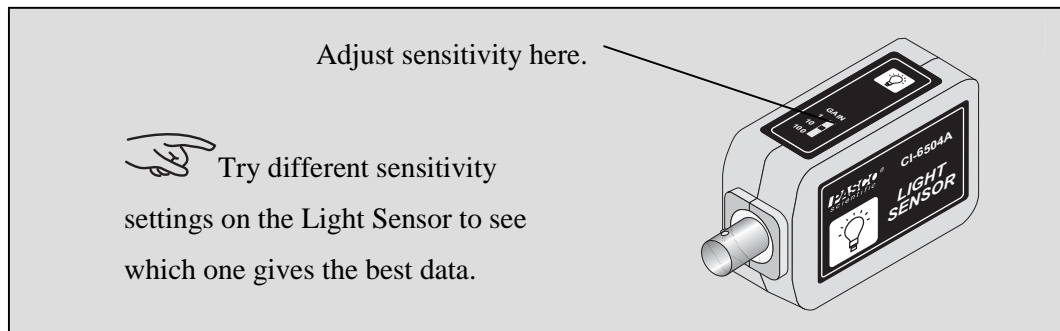 Adjust sensitivity here.
Try different sensitivity
settings on the Light Sensor to see
which one gives the best data.
GAIN
1
10
100
CI-6504A
PASCO®
scientific
LIGHT
SENSOR